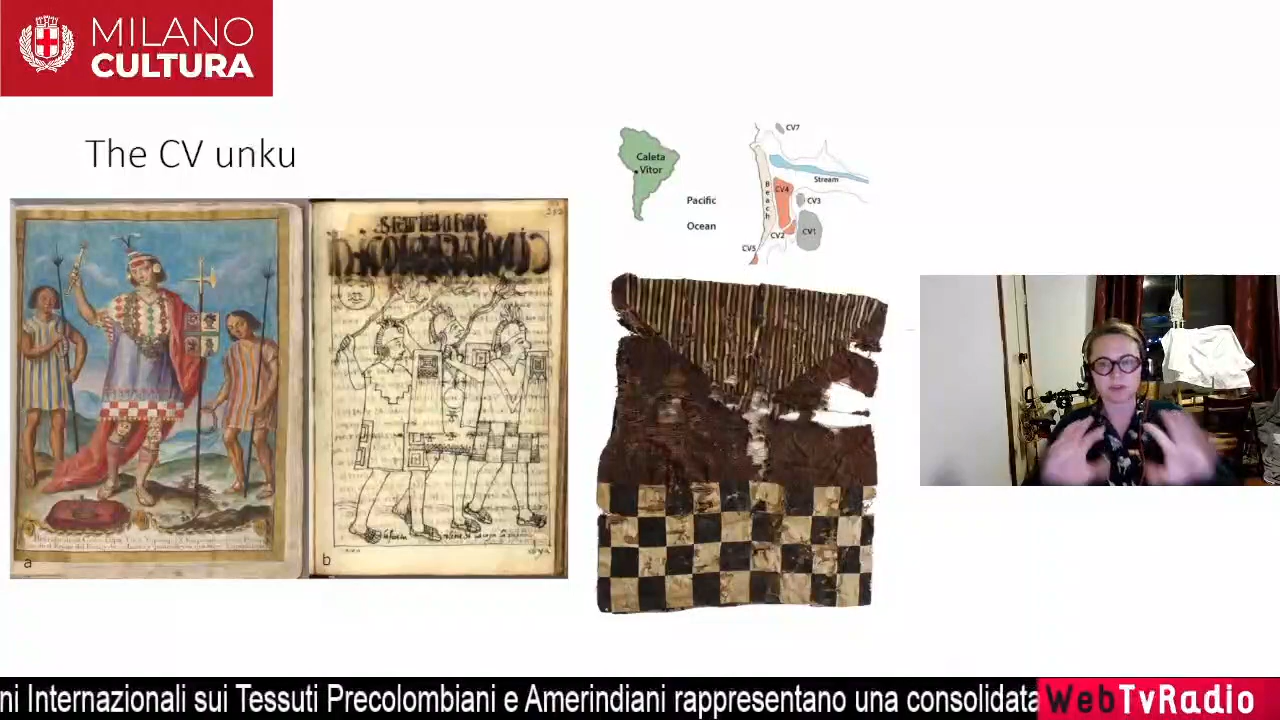 MILANO
CULTURA
The CV unku
Caleta
Vitor
Pacific
Ocean
CV7
Stream
Beach
CV4
CV3
CV2
CV1
CV5
SETIEMBRE
a
b
ni Internazionali sui Tessuti Precolombiani e Amerindiani rappresentano una consolidata
WebTvRadio